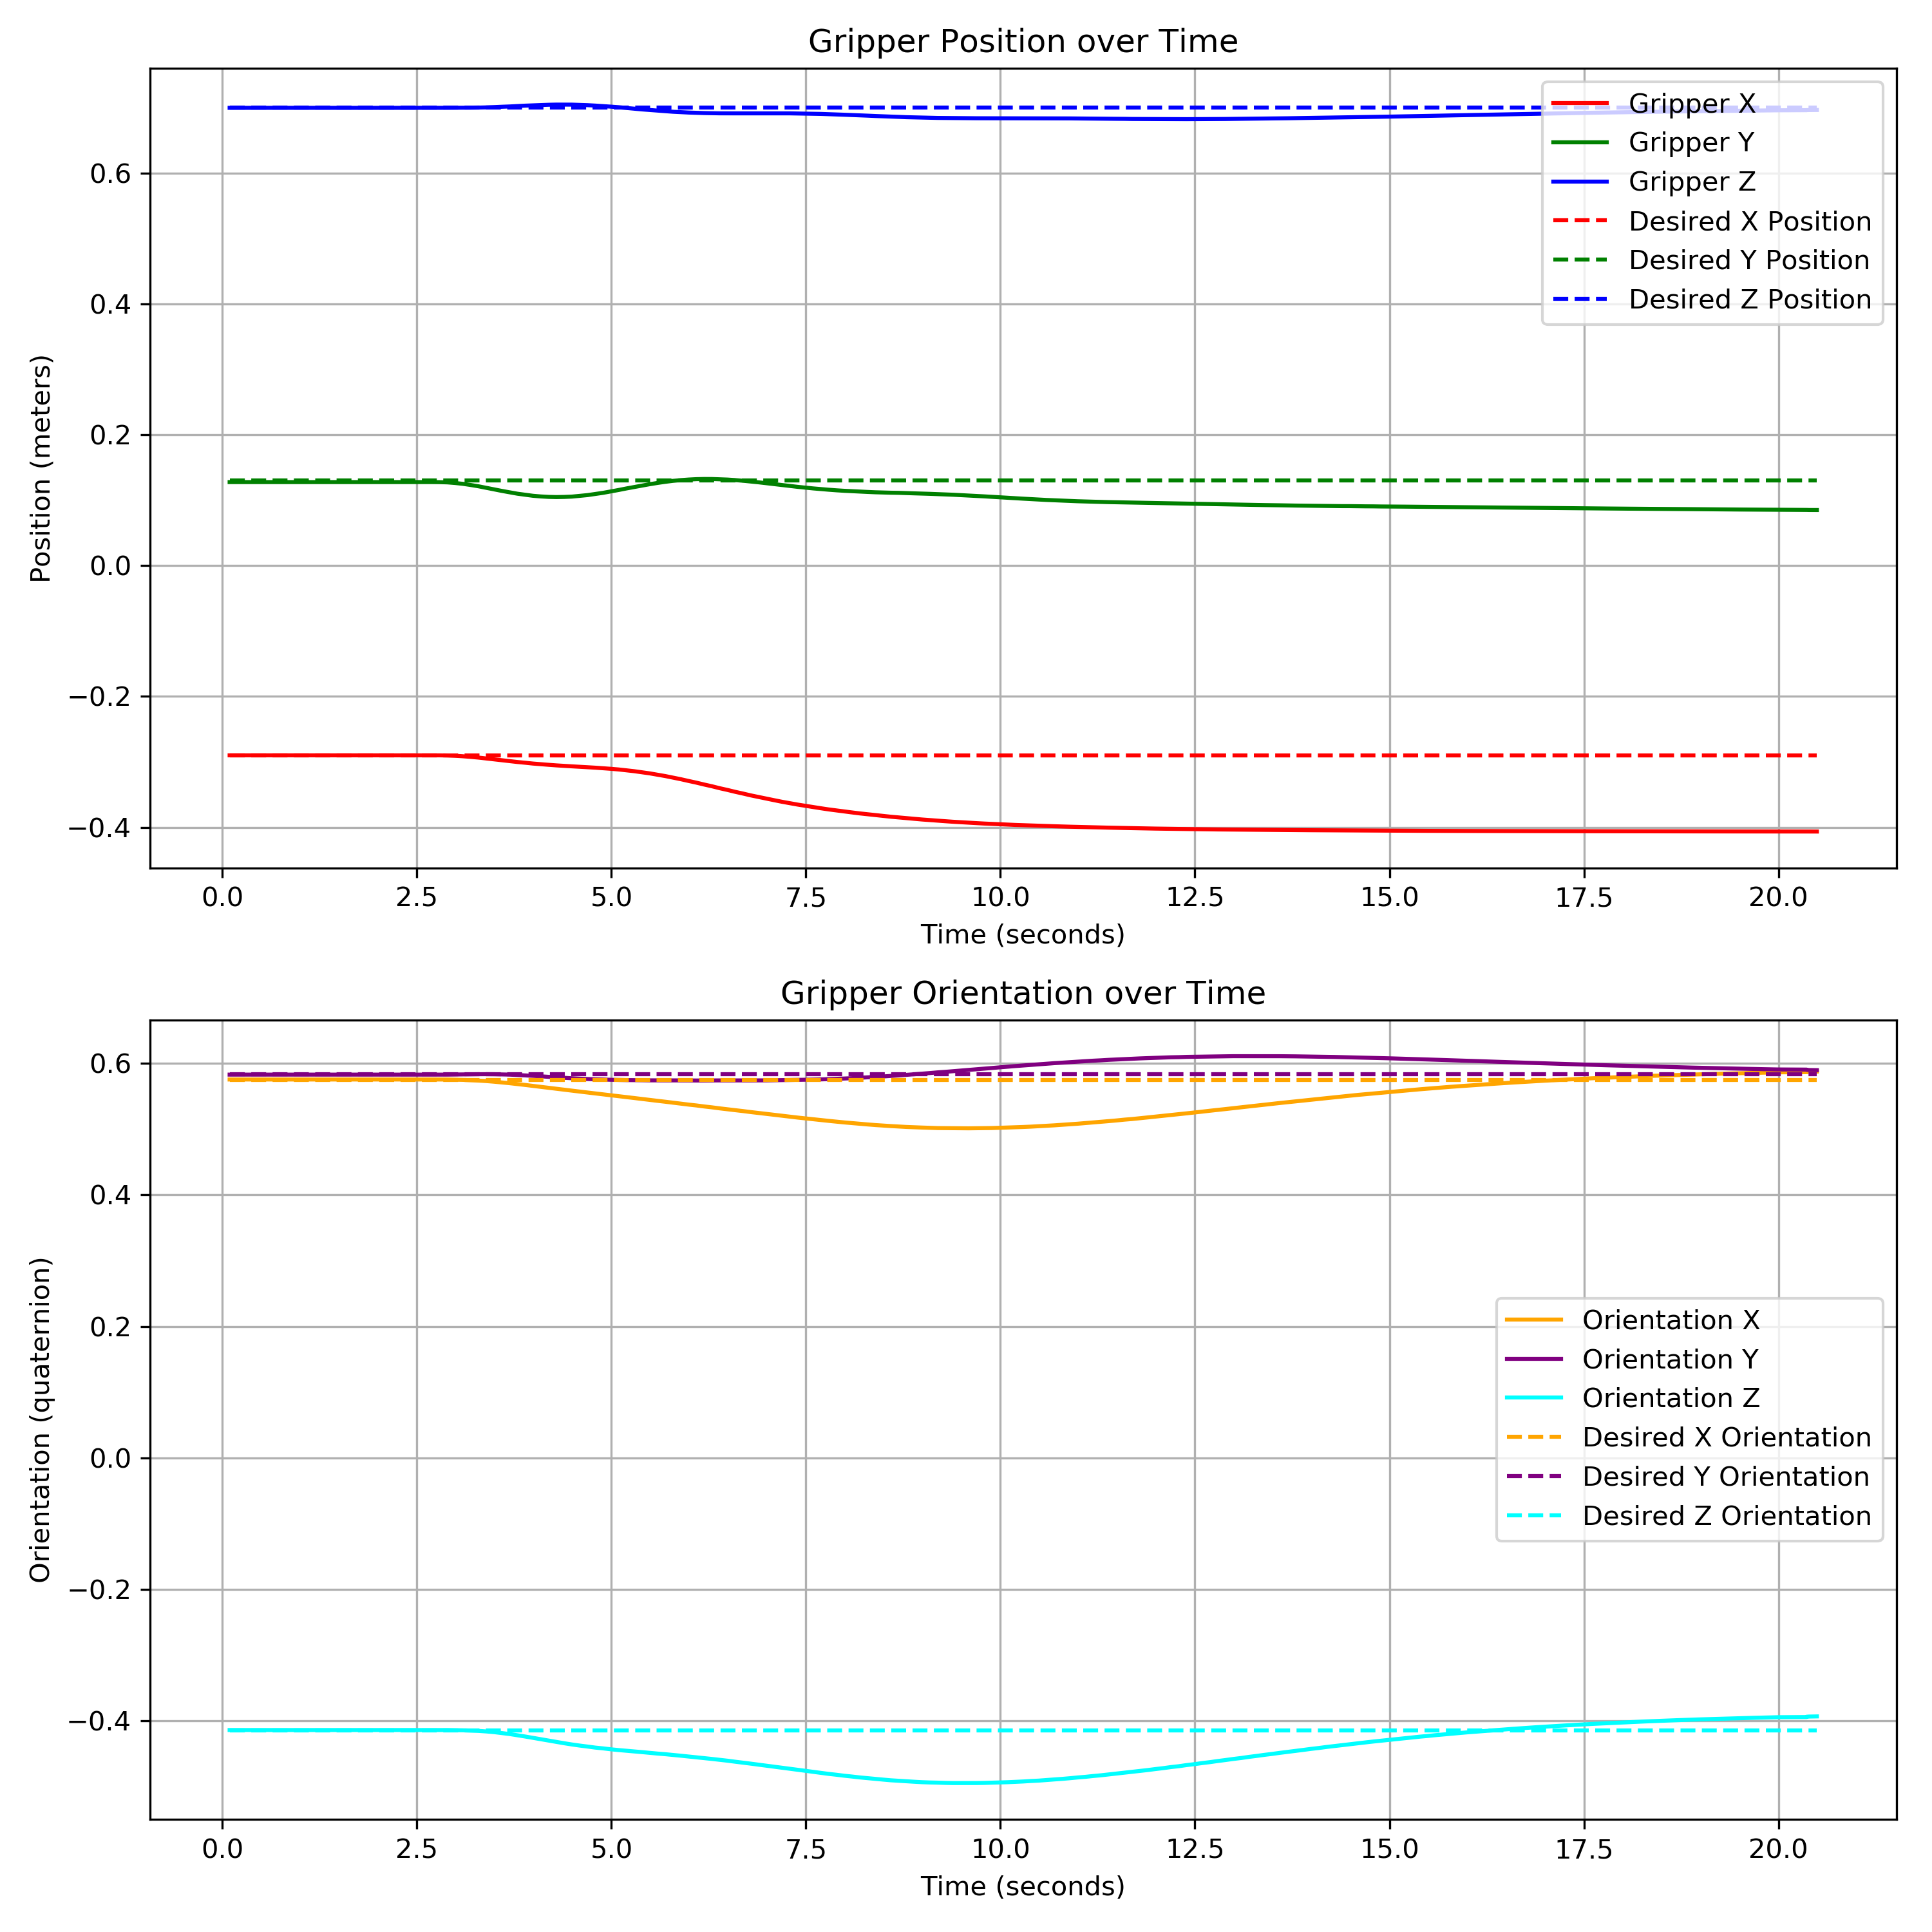 Gripper Position over Time
Position (meters)
0.6
0.4
0.2
0.0
−0.2
−0.4
Gripper X
Gripper Y
Gripper Z
Desired X Position
Desired Y Position
Desired Z Position
0.0 2.5 5.0 7.5 10.0 12.5 15.0 17.5 20.0
Time (seconds)
Gripper Orientation over Time
Orientation (quaternion)
0.6
0.4
0.2
0.0
−0.2
−0.4
Orientation X
Orientation Y
Orientation Z
Desired X Orientation
Desired Y Orientation
Desired Z Orientation
0.0 2.5 5.0 7.5 10.0 12.5 15.0 17.5 20.0
Time (seconds)